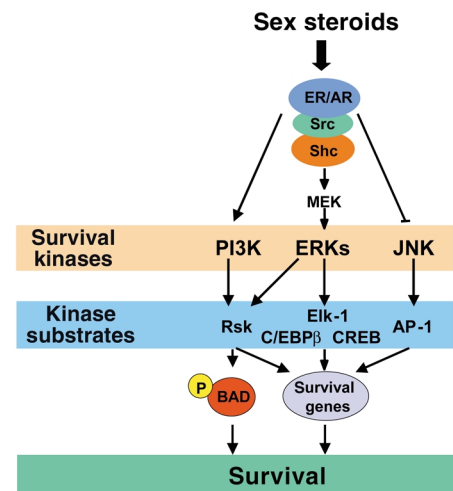 Sex steroids
ER/AR
Src
Shc
MEK
Survival
kinases
PI3K ERKs JNK
Kinase
substrates
Rsk
Elk-1
C/EBPβ CREB
AP-1
P
BAD
Survival
genes
Survival